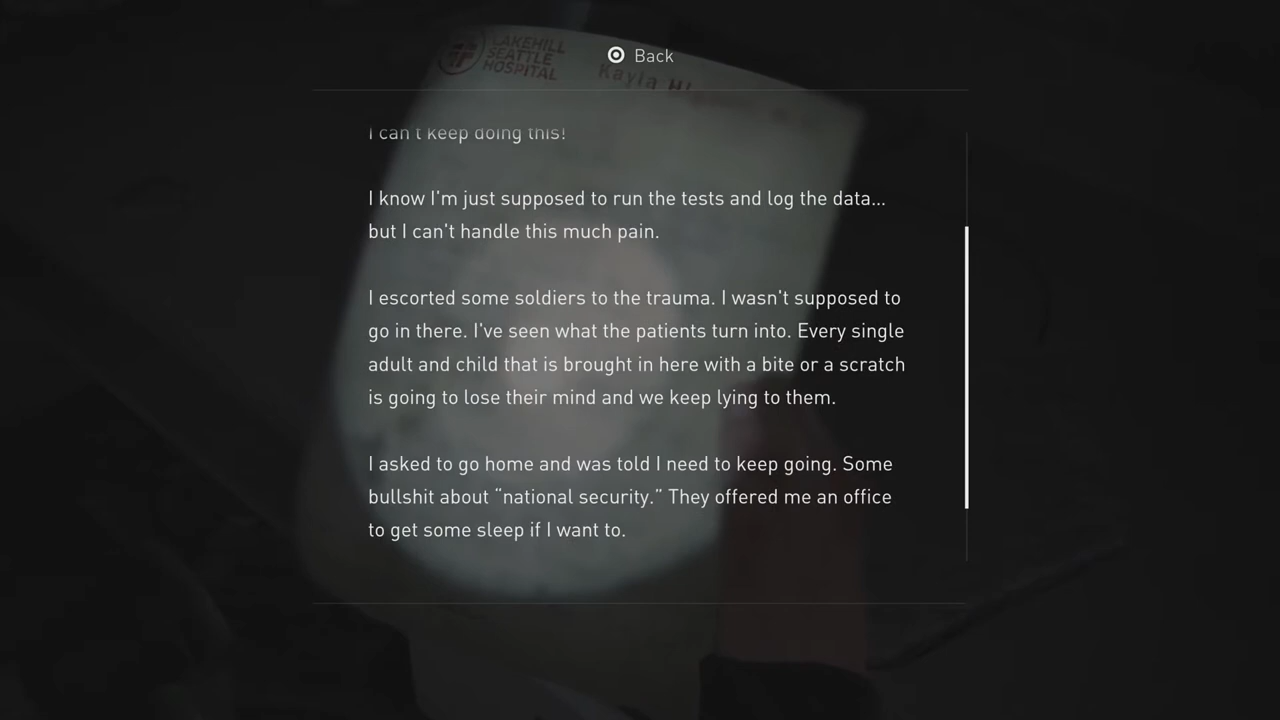 LAKEHILL
SEATTLE
HOSPITAL
Kayla
Back
I can't keep doing this!
I know I'm just supposed to run the tests and log the data...
but I can't handle this much pain.
I escorted some soldiers to the trauma. I wasn't supposed to
go in there. I've seen what the patients turn into. Every single
adult and child that is brought in here with a bite or a scratch
is going to lose their mind and we keep lying to them.
I asked to go home and was told I need to keep going. Some
bullshit about “national security.” They offered me an office
to get some sleep if I want to.